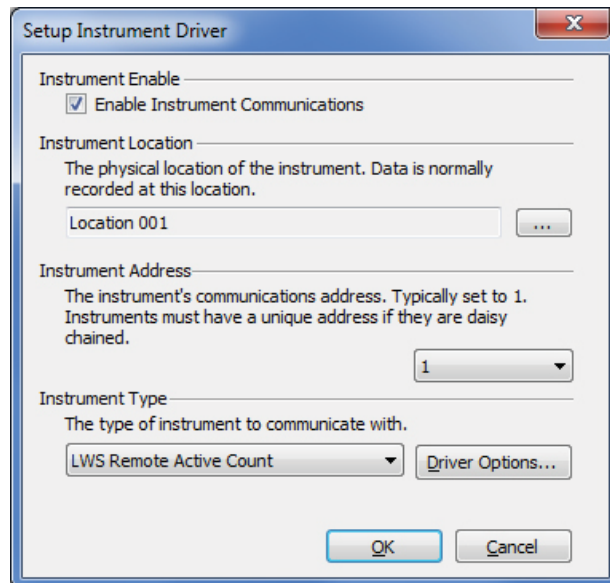 Setup Instrument Driver
Instrument Enable
Enable Instrument Communications
Instrument Location
The physical location of the instrument. Data is normally
recorded at this location.
Location 001
...
Instrument Address
The instrument's communications address. Typically set to 1.
Instruments must have a unique address if they are daisy
chained.
1
Instrument Type
The type of instrument to communicate with.
LWS Remote Active Count
Driver Options...
OK
Cancel